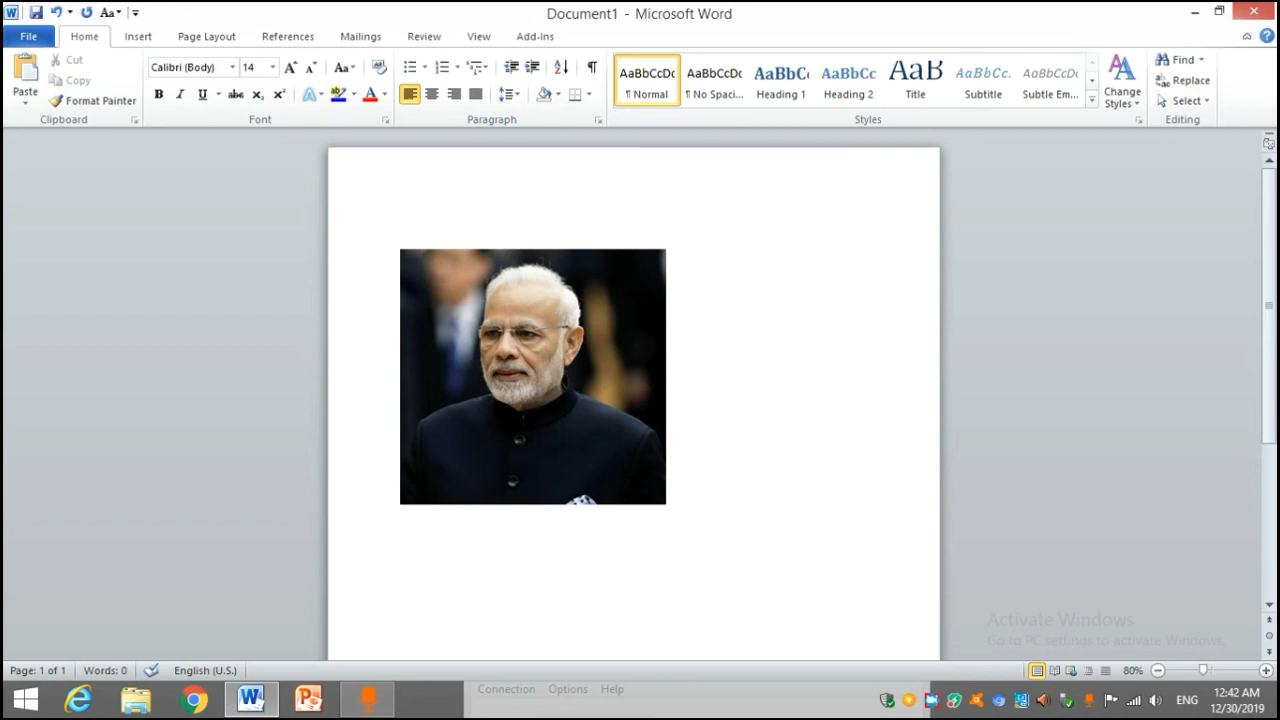 Document1 - Microsoft Word
File Home Insert Page Layout References Mailings Review View Add-Ins
Paste
Cut
Copy
Format Painter
Clipboard
Calibri (Body) 14
Font
Paragraph
AaBbCcDc AaBbCcDc AaBbC AaBbCc AaB AaBbCc. AaBbCcDc
¶ Normal ¶ No Spaci... Heading 1 Heading 2 Title Subtitle Subtle Em...
Styles
Change Styles
Find
Replace
Select
Editing
Activate Windows
Go to PC settings to activate Windows.
Page: 1 of 1 Words: 0 English (U.S.) 80%
Connection Options Help
ENG
12:42 AM
12/30/2019